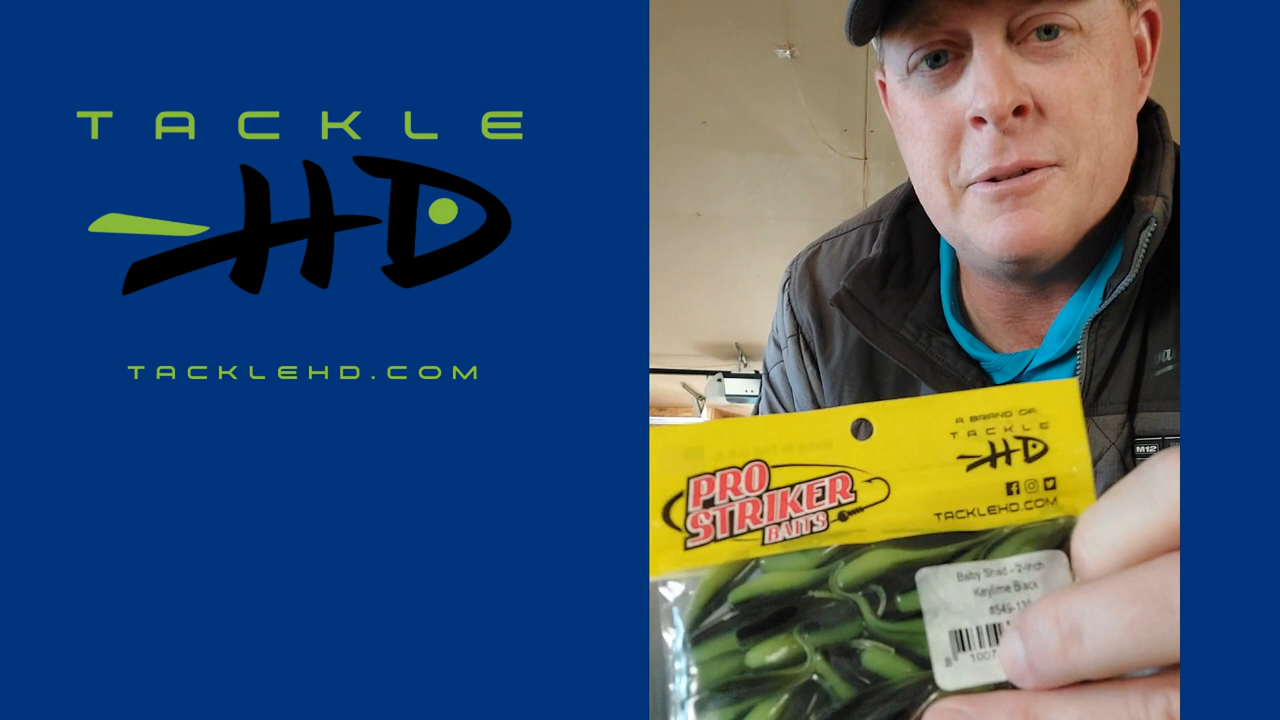 TACKLE
HD
TACKLEHD.COM
A BRAND OF
TACKLE
HD
TACKLEHD.COM
PRO
STRIKER
BAITS
Baby Shad - 2-Inch
Keylime Black
M12